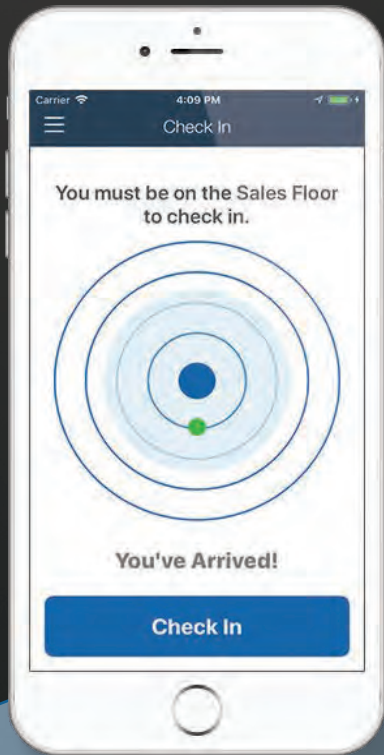 Carrier
4:09 PM
Check In
You must be on the Sales Floor
to check in.
You've Arrived!
Check In